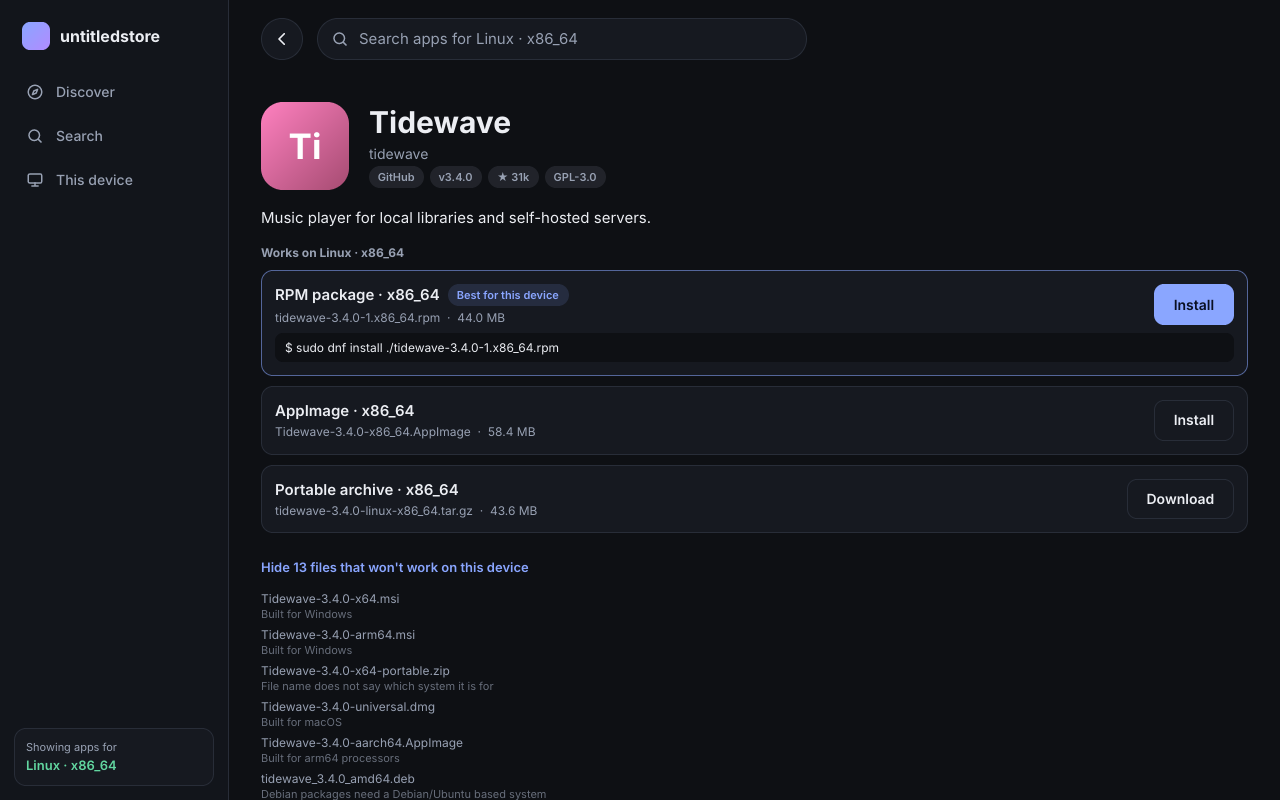 untitledstore
Discover
Search
This device
Showing apps for
Linux · x86_64
Search apps for Linux · x86_64
Ti
Tidewave
tidewave
GitHub
v3.4.0
★ 31k
GPL-3.0
Music player for local libraries and self-hosted servers.
Works on Linux · x86_64
RPM package · x86_64
Best for this device
tidewave-3.4.0-1.x86_64.rpm · 44.0 MB
Install
$ sudo dnf install ./tidewave-3.4.0-1.x86_64.rpm
AppImage · x86_64
Tidewave-3.4.0-x86_64.AppImage · 58.4 MB
Install
Portable archive · x86_64
tidewave-3.4.0-linux-x86_64.tar.gz · 43.6 MB
Download
Hide 13 files that won't work on this device
Tidewave-3.4.0-x64.msi
Built for Windows
Tidewave-3.4.0-arm64.msi
Built for Windows
Tidewave-3.4.0-x64-portable.zip
File name does not say which system it is for
Tidewave-3.4.0-universal.dmg
Built for macOS
Tidewave-3.4.0-aarch64.AppImage
Built for arm64 processors
tidewave_3.4.0_amd64.deb
Debian packages need a Debian/Ubuntu based system